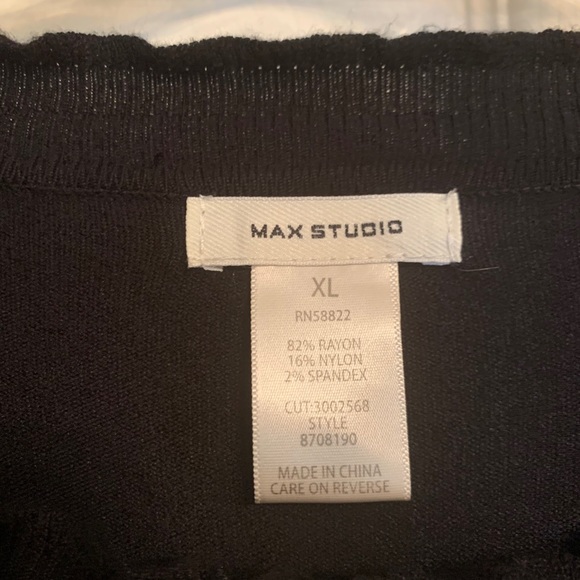 MAX STUDIO
XL
RN58822
82% RAYON
16% NYLON
2% SPANDEX
CUT:3002568
STYLE
8708190
MADE IN CHINA
CARE ON REVERSE